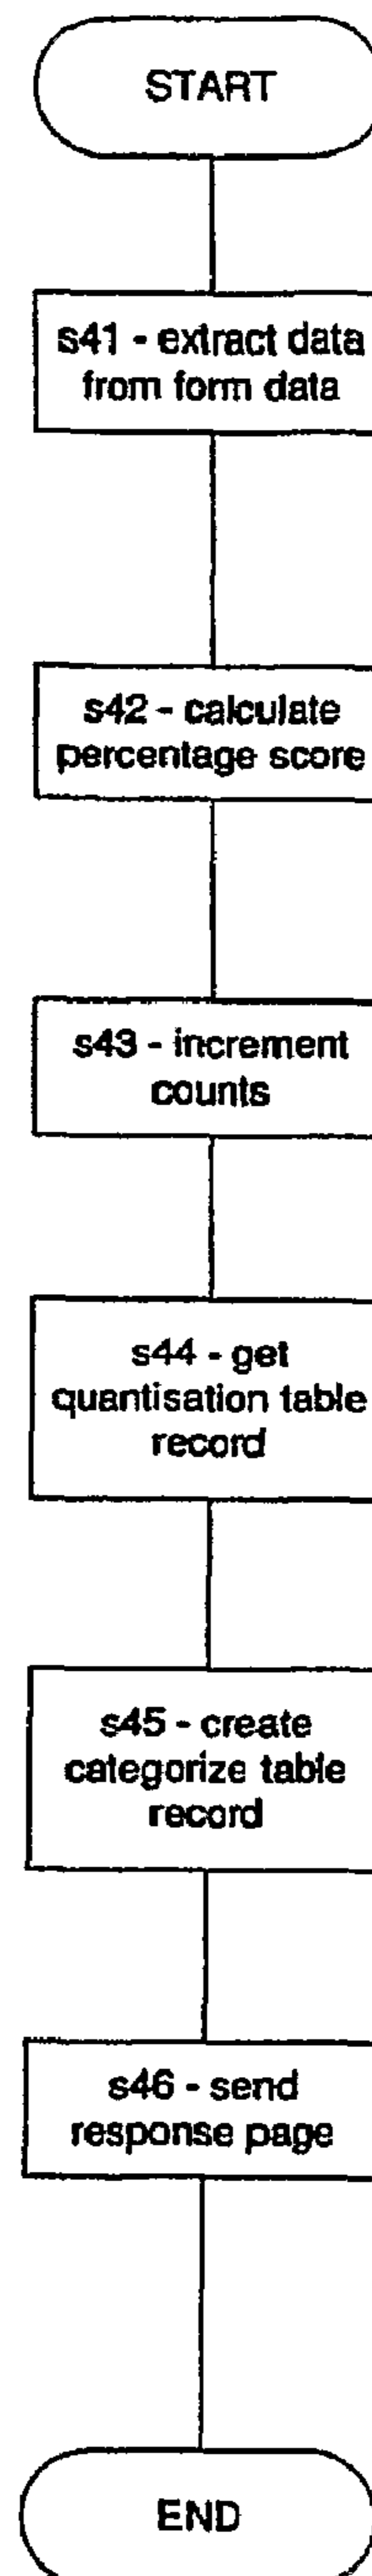 START
s41 - extract data
from form data
s42 - calculate
percentage score
s43 - increment
counts
s44 - get
quantisation table
record
s45 - create
categorize table
record
s46 - send
response page
END